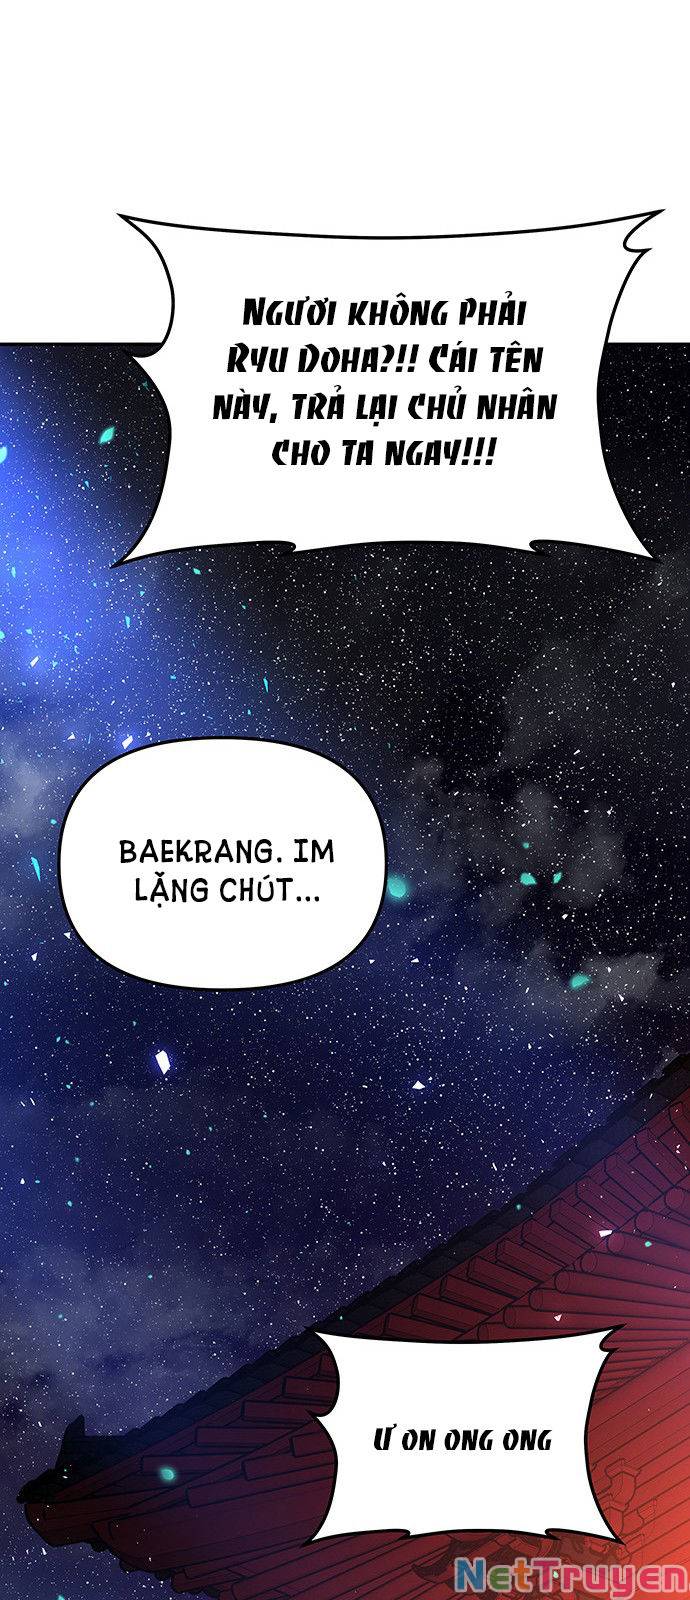 NGƯƠI KHÔNG PHẢI
RYU DOHA?!! CÁI TÊN
NÀY, TRẢ LẠI CHỦ NHÂN
CHO TA NGAY!!!
BAEKRANG. IM
LẶNG CHÚT...
Ư ON ONG ONG
NETTRUYEN